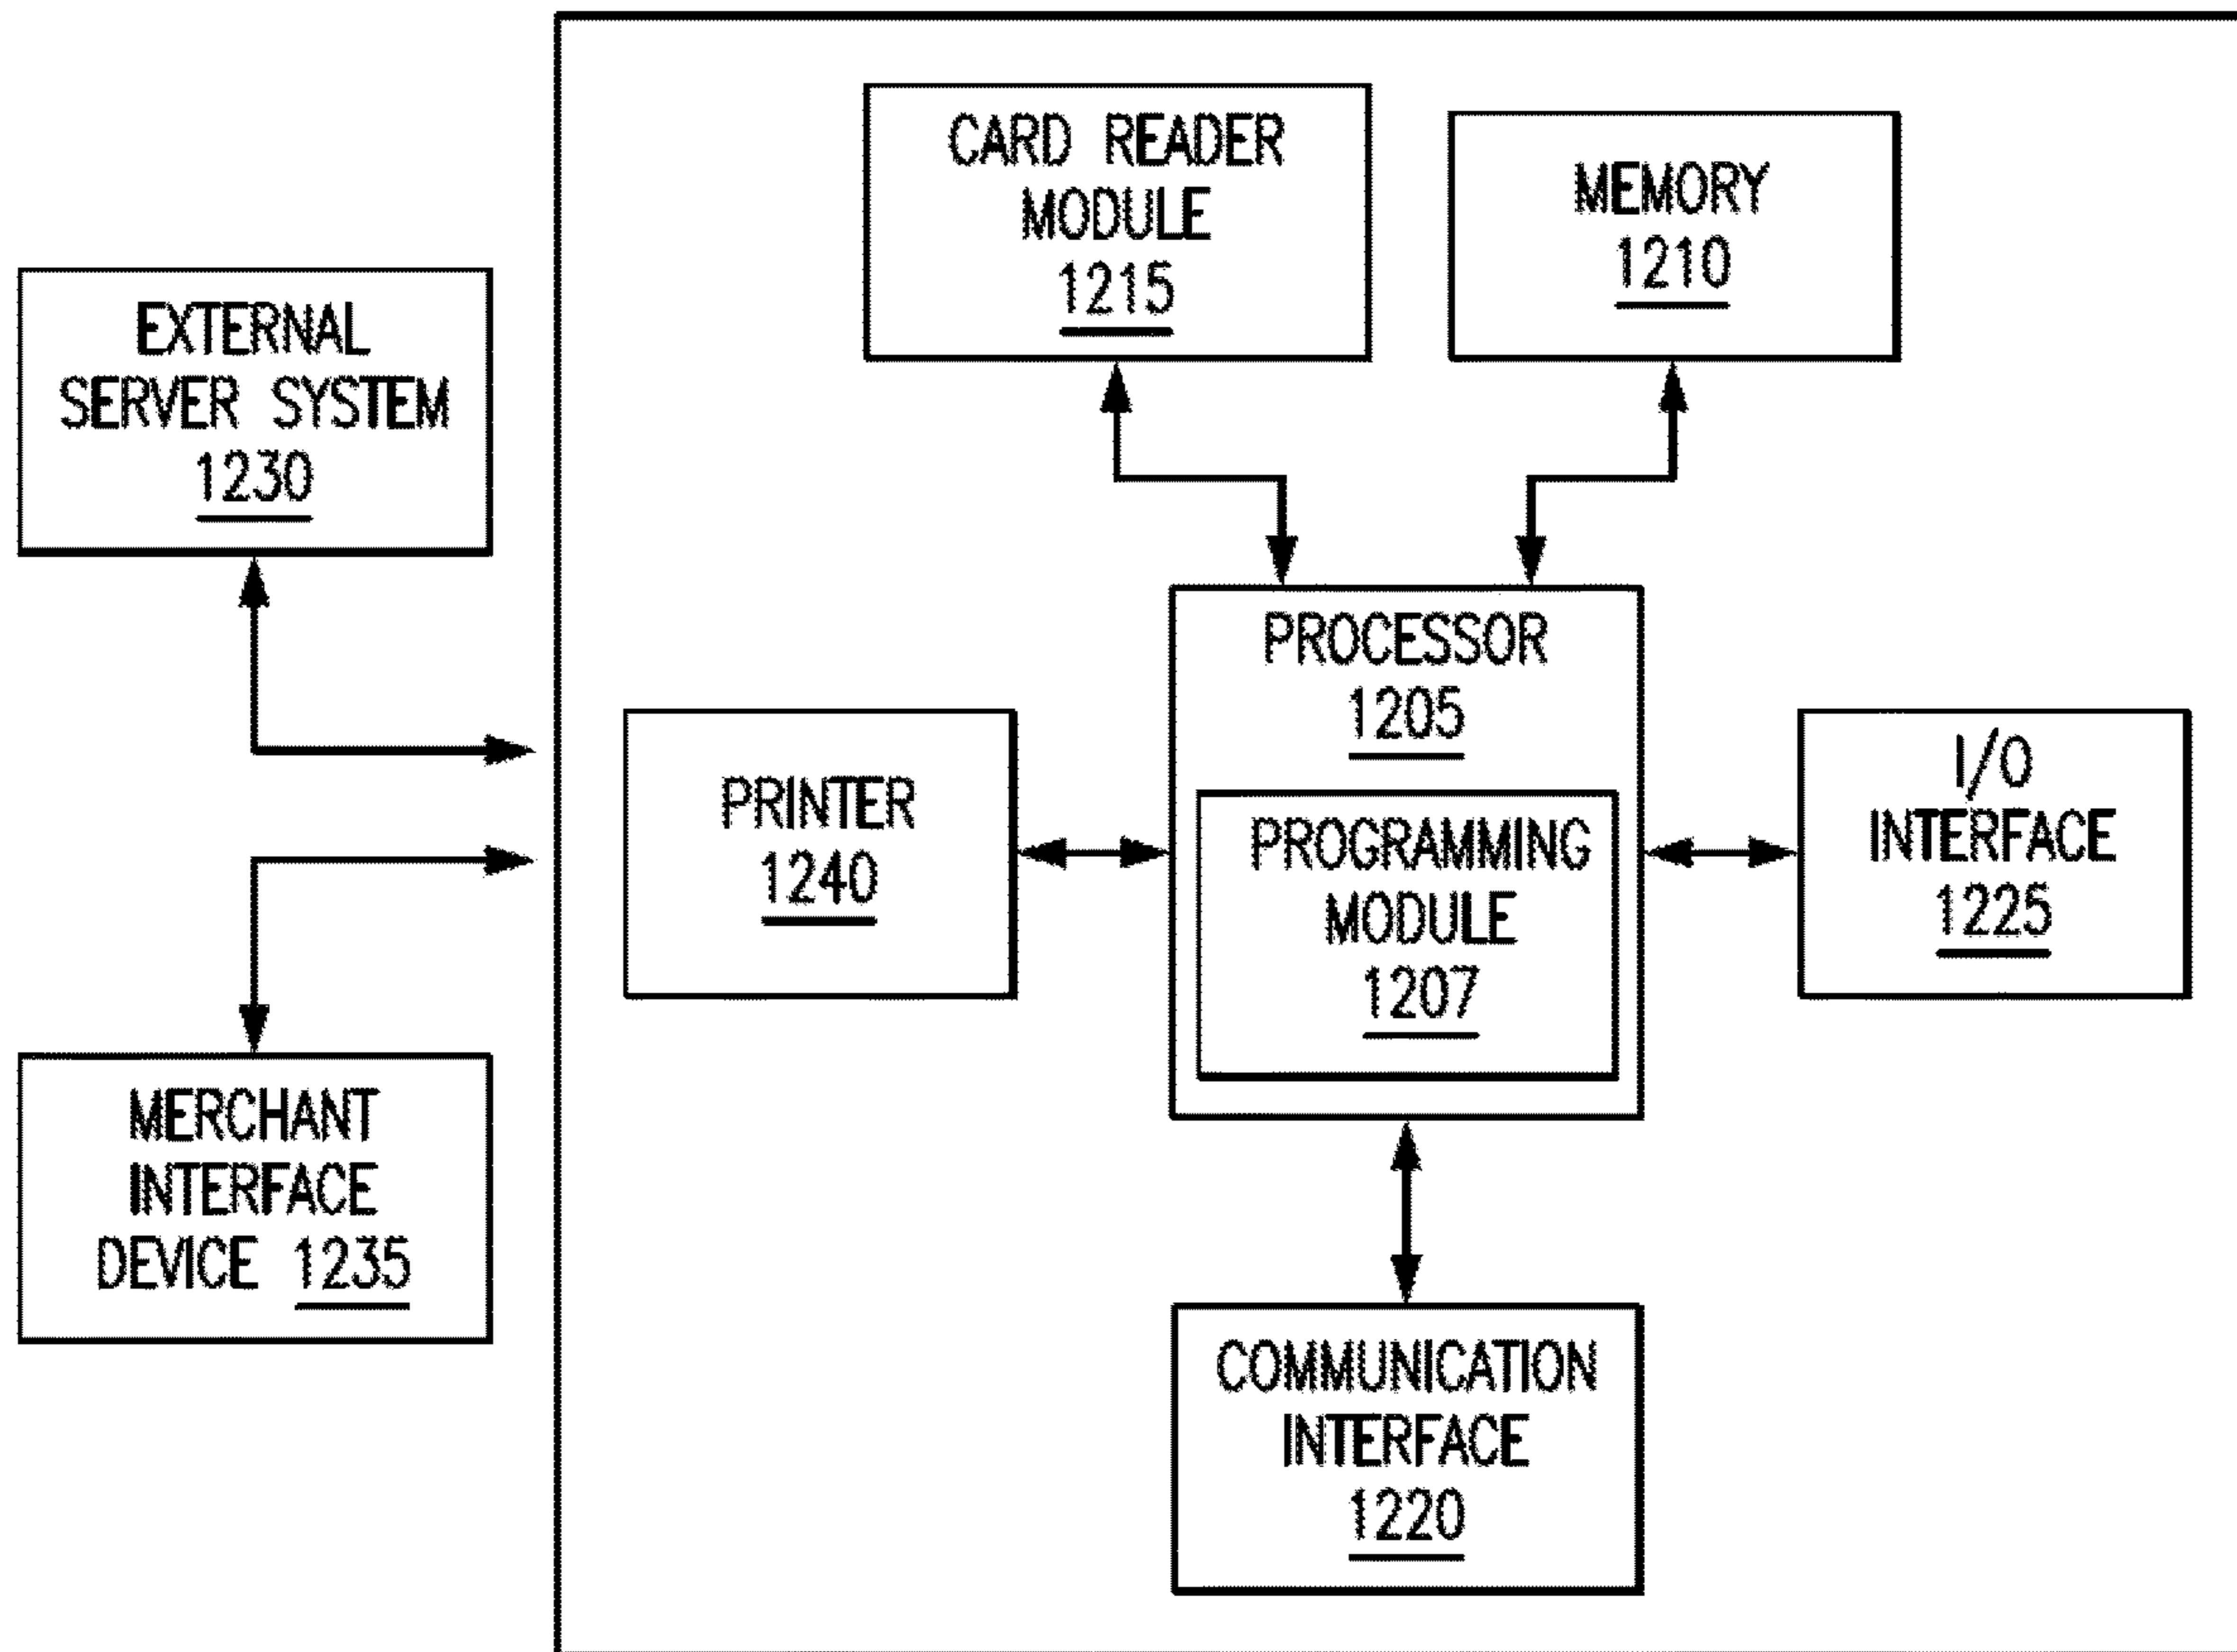 CARD READER
MODULE
1215
MEMORY
1210
EXTERNAL
SERVER SYSTEM
1230
PROCESSOR
1205
PRINTER
1240
PROGRAMMING
MODULE
1207
I/O
INTERFACE
1225
MERCHANT
INTERFACE
DEVICE 1235
COMMUNICATION
INTERFACE
1220